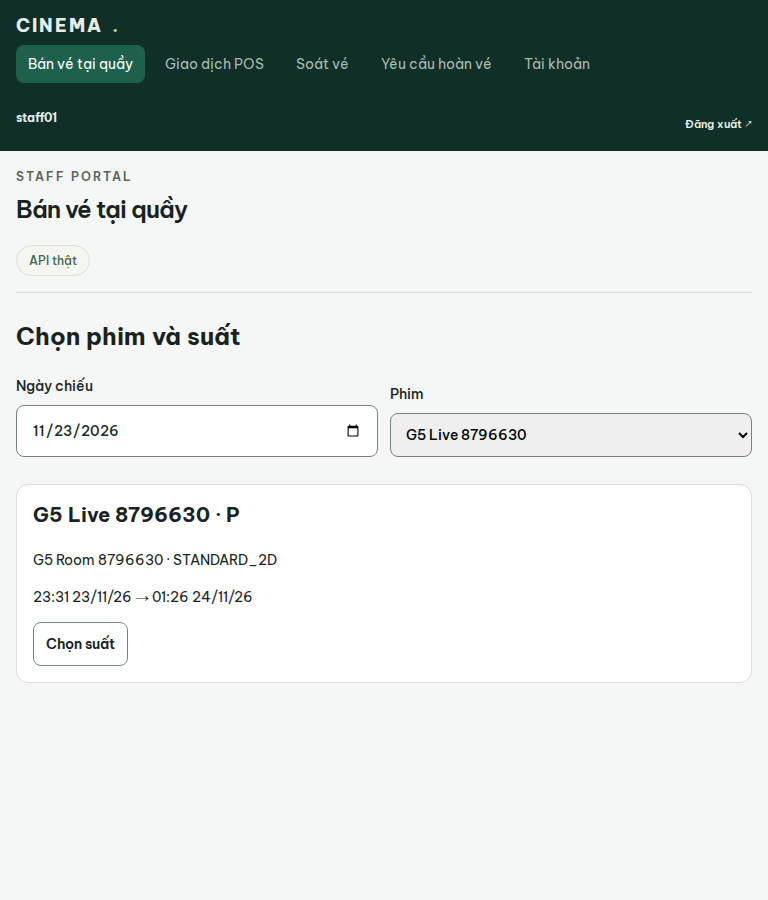 CINEMA .
Bán vé tại quầy Giao dịch POS Soát vé Yêu cầu hoàn vé Tài khoản
staff01
Đăng xuất ↗
STAFF PORTAL
Bán vé tại quầy
API thật
Chọn phim và suất
Ngày chiếu
Phim
11/23/2026
G5 Live 8796630
G5 Live 8796630 · P
G5 Room 8796630 · STANDARD_2D
23:31 23/11/26 → 01:26 24/11/26
Chọn suất